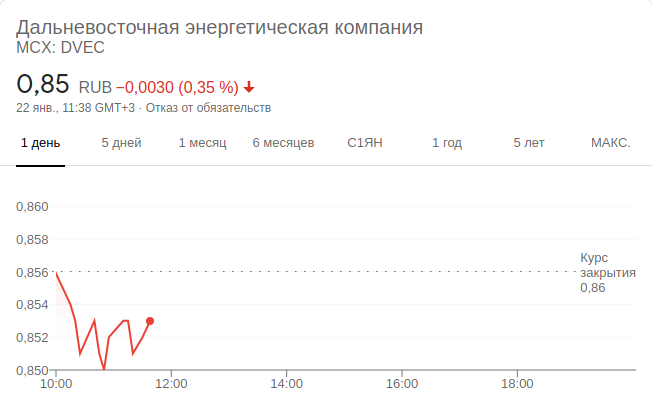 Дальневосточная энергетическая компания
MCX: DVEC
0,85 RUB −0,0030 (0,35 %)
22 янв., 11:38 GMT+3 · Отказ от обязательств
1 день 5 дней 1 месяц 6 месяцев С1ЯН 1 год 5 лет МАКС.
0,860
0,858
Курс
0,856 закрытия
0,86
0,854
0,852
0,850
10:00 12:00 14:00 16:00 18:00